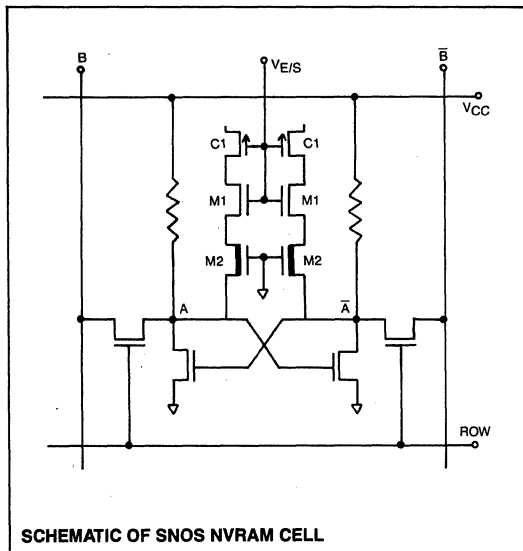 B
B̅
V_E/S
V_CC
C1
C1
M1
M1
M2
M2
A
A̅
ROW
SCHEMATIC OF SNOS NVRAM CELL